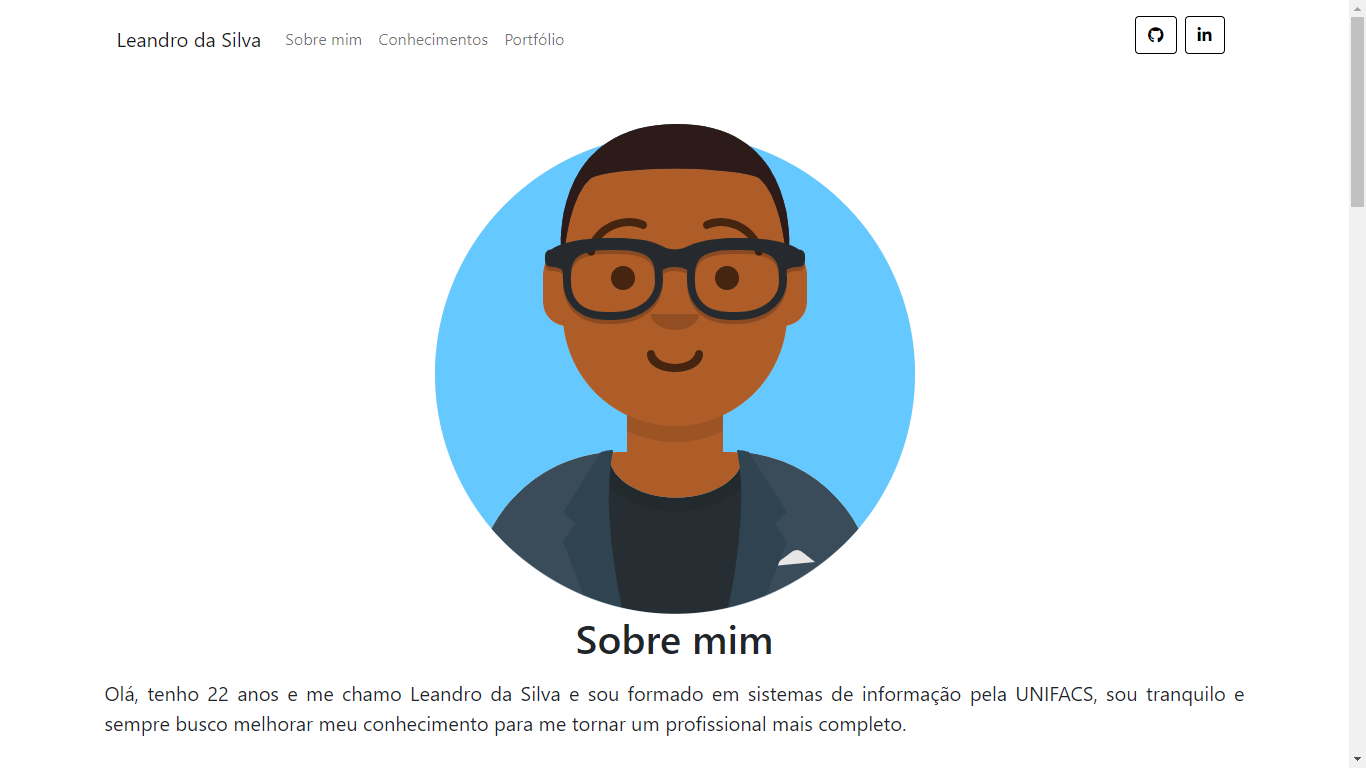 Leandro da Silva Sobre mim Conhecimentos Portfólio in
Sobre mim
Olá, tenho 22 anos e me chamo Leandro da Silva e sou formado em sistemas de informação pela UNIFACS, sou tranquilo e
sempre busco melhorar meu conhecimento para me tornar um profissional mais completo.